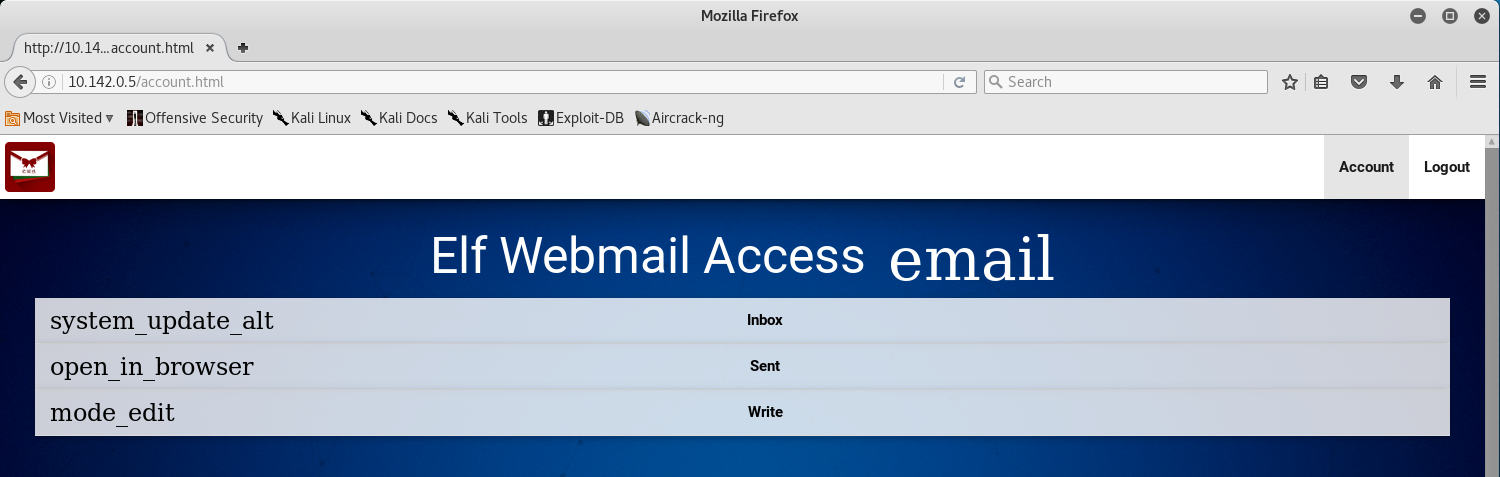 Mozilla Firefox
http://10.14...account.html
10.142.0.5/account.html
Search
Most Visited Offensive Security Kali Linux Kali Docs Kali Tools Exploit-DB Aircrack-ng
Account Logout
Elf Webmail Access email
system_update_alt Inbox
open_in_browser Sent
mode_edit Write